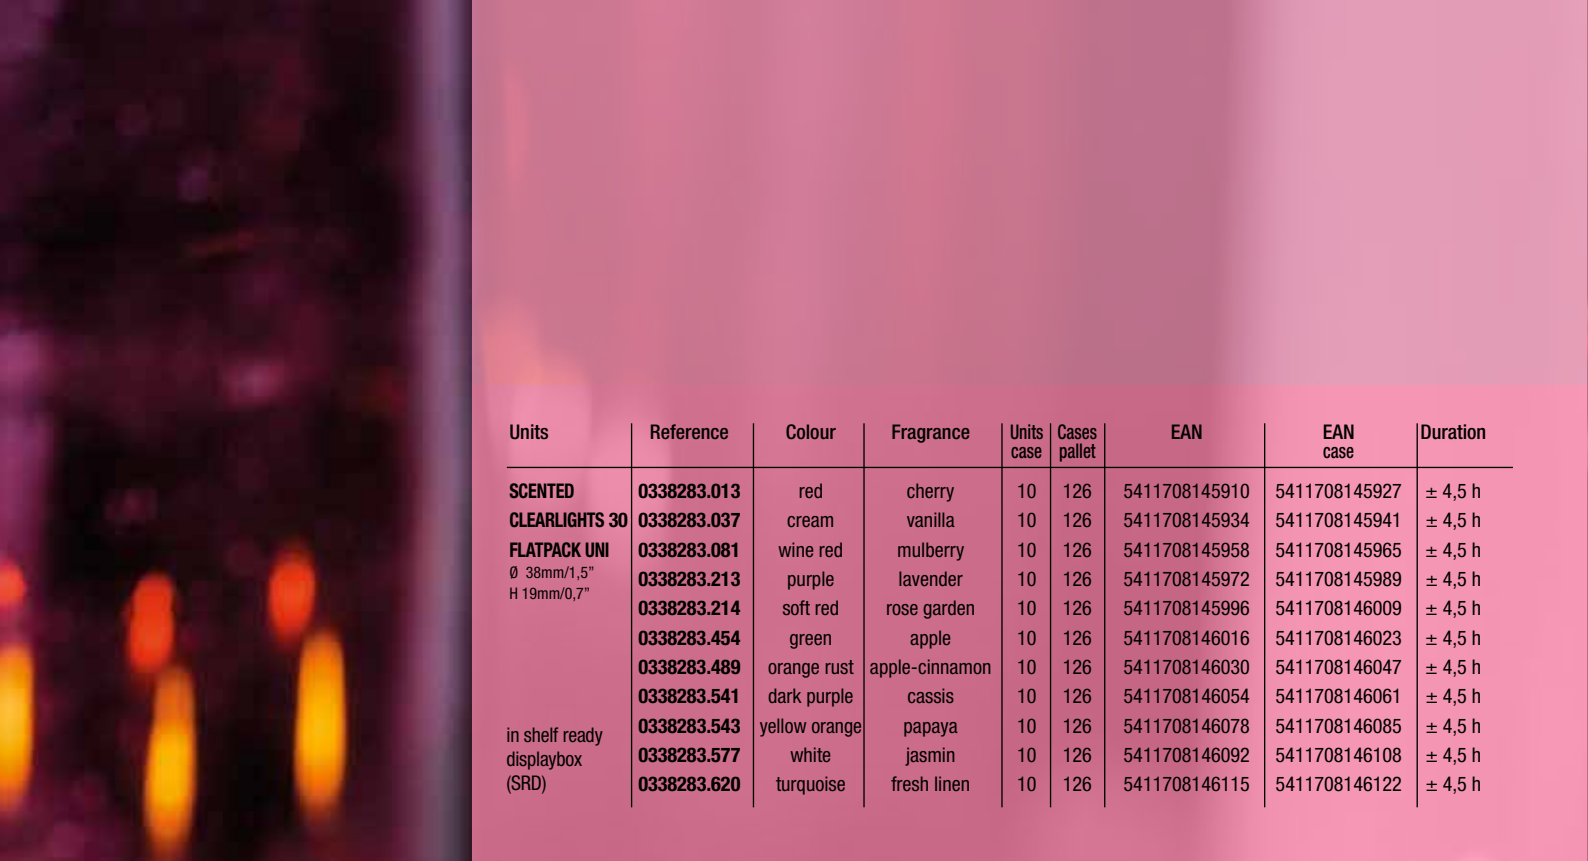 Units Reference Colour Fragrance Units case Cases pallet EAN EAN case Duration
SCENTED 0338283.013 red cherry 10 126 5411708145910 5411708145927 ± 4,5 h
CLEARLIGHTS 30 0338283.037 cream vanilla 10 126 5411708145934 5411708145941 ± 4,5 h
FLATPACK UNI 0338283.081 wine red mulberry 10 126 5411708145958 5411708145965 ± 4,5 h
Ø 38mm/1,5”
0338283.213 purple lavender 10 126 5411708145972 5411708145989 ± 4,5 h
H 19mm/0,7”
0338283.214 soft red rose garden 10 126 5411708145996 5411708146009 ± 4,5 h
0338283.454 green apple 10 126 5411708146016 5411708146023 ± 4,5 h
0338283.489 orange rust apple-cinnamon 10 126 5411708146030 5411708146047 ± 4,5 h
0338283.541 dark purple cassis 10 126 5411708146054 5411708146061 ± 4,5 h
0338283.543 yellow orange papaya 10 126 5411708146078 5411708146085 ± 4,5 h
in shelf ready
0338283.577 white jasmin 10 126 5411708146092 5411708146108 ± 4,5 h
displaybox
0338283.620 turquoise fresh linen 10 126 5411708146115 5411708146122 ± 4,5 h
(SRD)